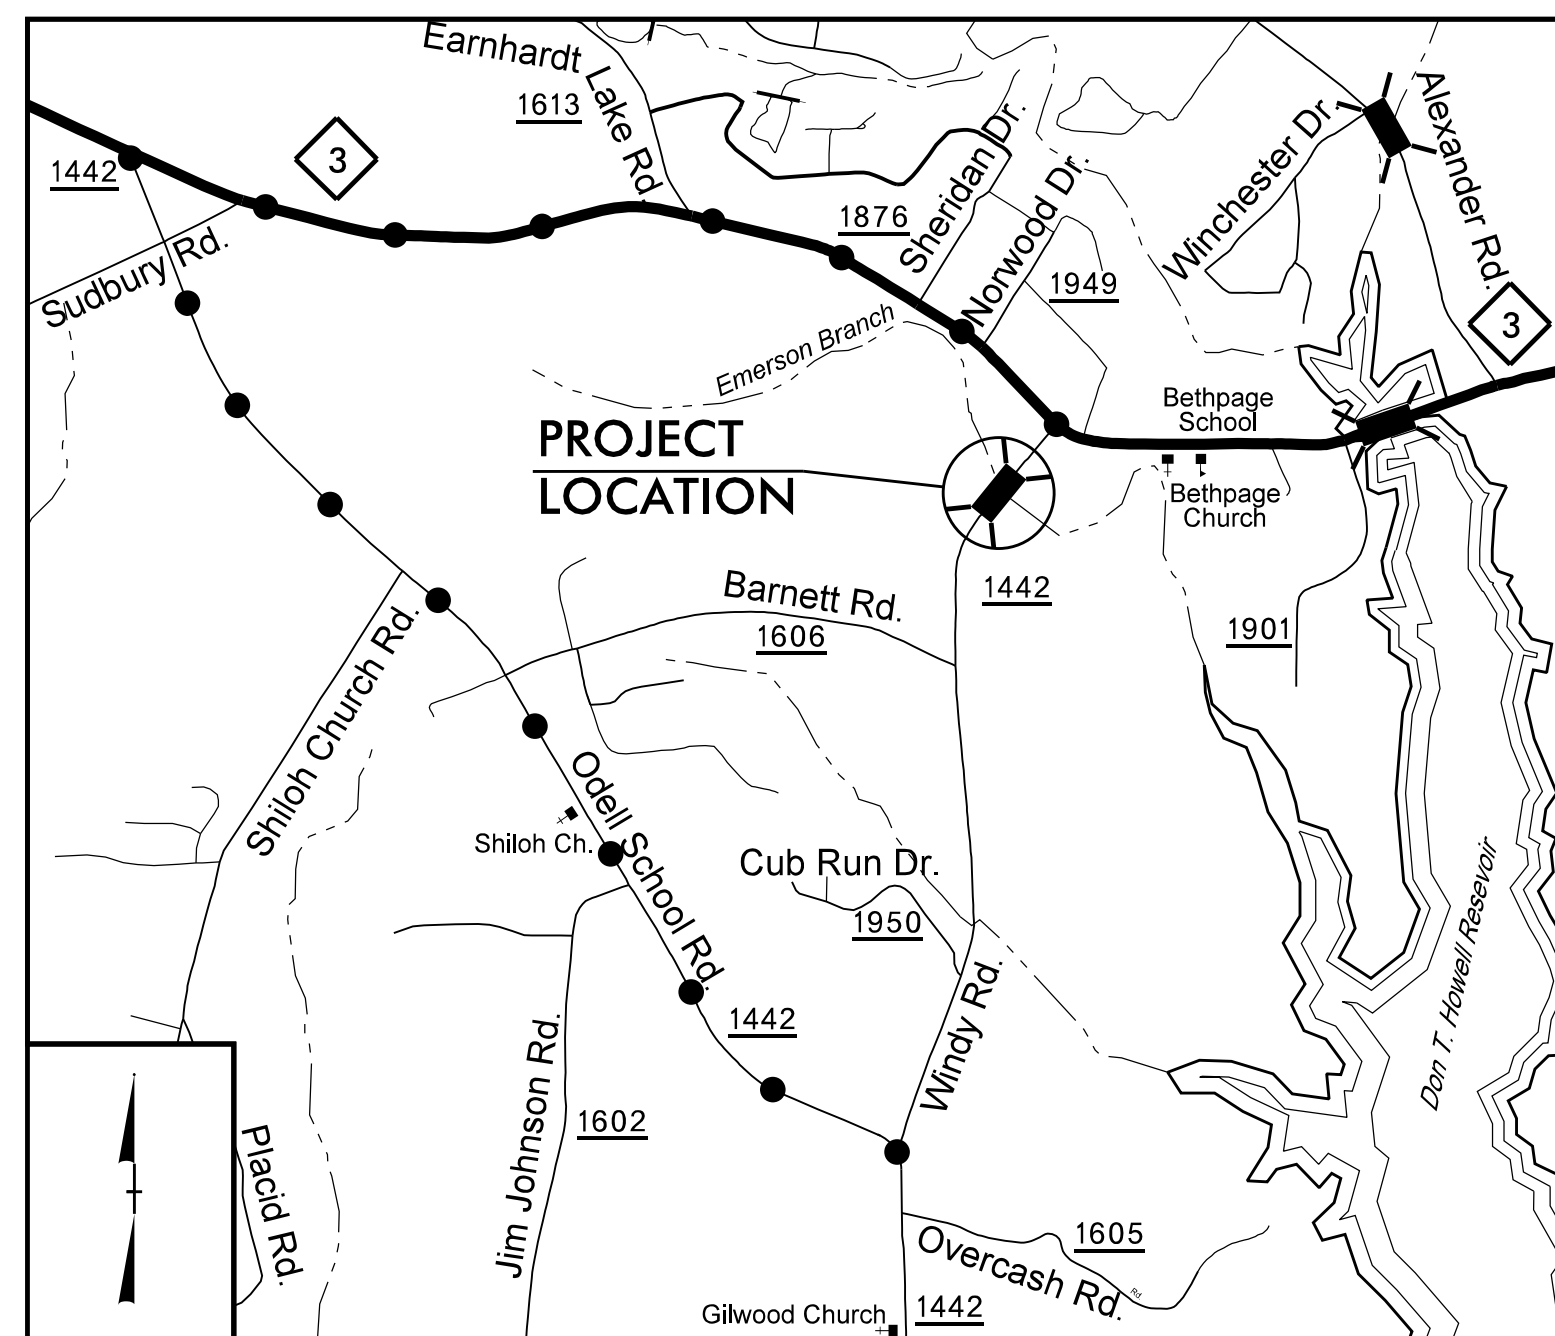 Earnhardt
Lake Rd.
1613
3
1442
Sudbury Rd.
1876
Sheridan Dr.
Norwood Dr.
1949
Winchester Dr.
Alexander Rd.
3
Emerson Branch
Bethpage
School
Bethpage
Church
PROJECT
LOCATION
1442
Barnett Rd.
1606
1901
Shiloh Church Rd.
Odell School Rd.
Shiloh Ch.
Cub Run Dr.
1950
Windy Rd.
1442
Don T. Howell Resevoir
Jim Johnson Rd.
1602
Placid Rd.
1605
Overcash Rd.
Rd
Gilwood Church
1442